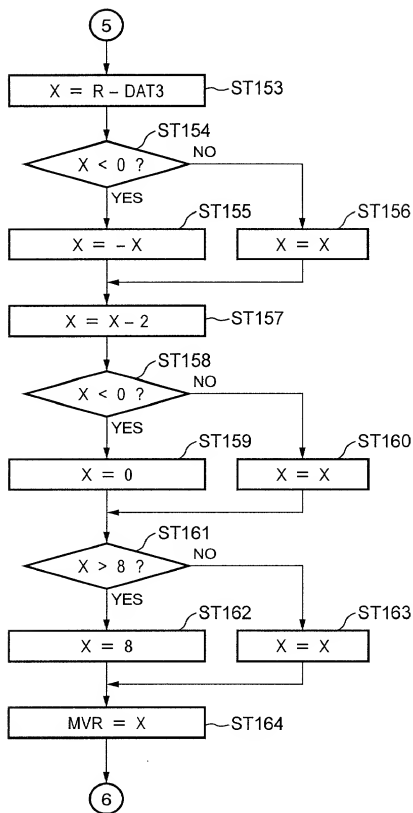 5
X = R – DAT3
ST153
ST154
X < 0 ?
NO
YES
ST155
ST156
X = – X
X = X
X = X – 2
ST157
ST158
X < 0 ?
NO
YES
ST159
ST160
X = 0
X = X
ST161
X > 8 ?
NO
YES
ST162
ST163
X = 8
X = X
MVR = X
ST164
6